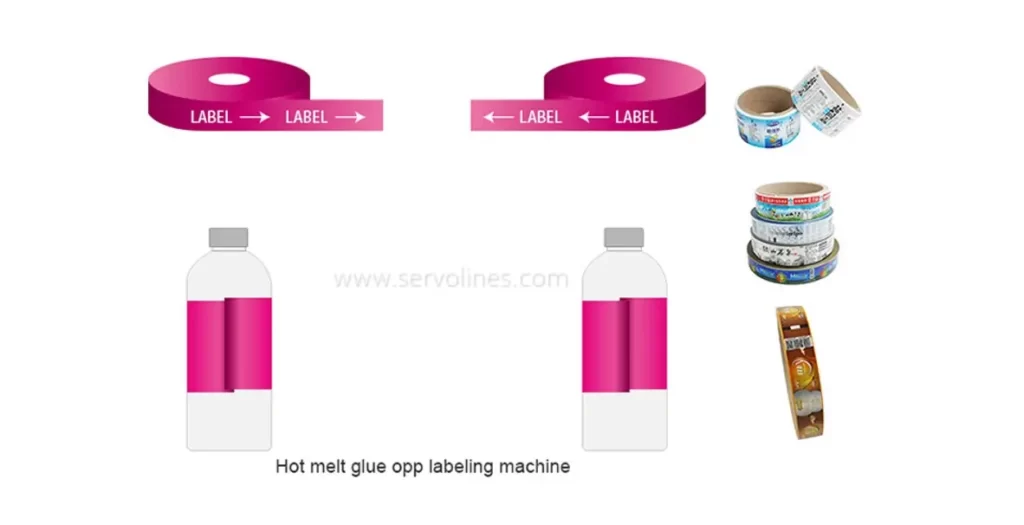 LABEL → LABEL →
← LABEL ← LABEL
www.servolines.com
Hot melt glue opp labeling machine